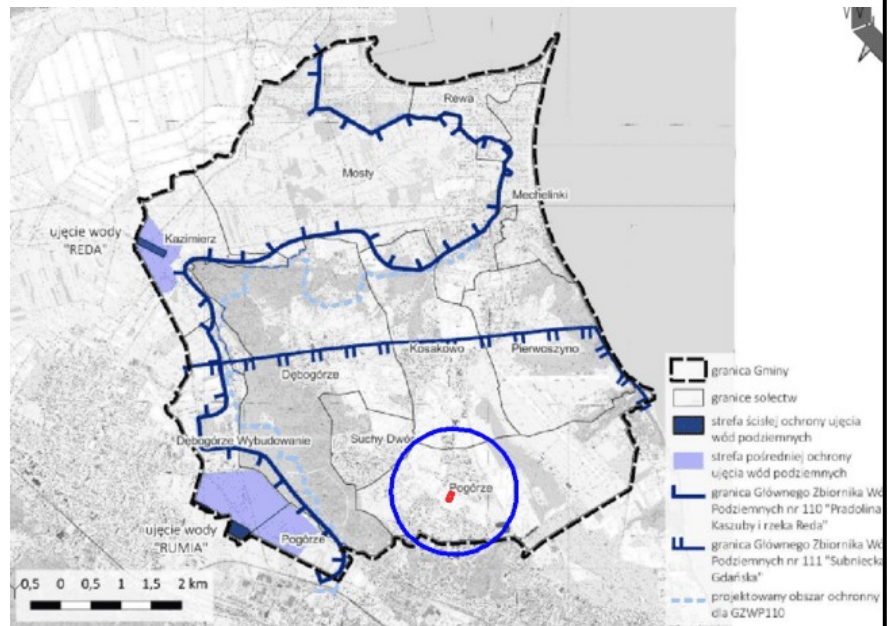 Rewa
Mosty
Mechelinki
ujęcie wody
"REDA"
Kazimierz
Kosakowo
Pierwoszyno
Dębogórze
Dębogórze Wybudowanie
Suchy Dwór
Pogórze
ujęcie wody
"RUMIA"
Pogórze
0,5 0 0,5 1 1,5 2 km
granica Gminy
granice sołectw
strefa ścisłej ochrony ujęcia
wód podziemnych
strefa pośredniej ochrony
ujęcia wód podziemnych
granica Głównego Zbiornika Wó
Podziemnych nr 110 "Pradolina
Kaszuby i rzeka Reda"
granica Głównego Zbiornika Wó
Podziemnych nr 111 "Subniecka
Gdańska"
projektowany obszar ochronny
dla GZWP110